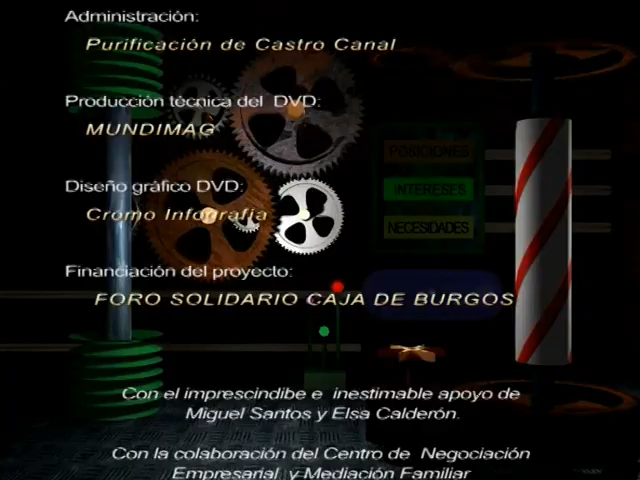 Administración:
Purificación de Castro Canal
Producción técnica del DVD:
MUNDIMAG
Diseño gráfico DVD:
Cromo Infografía
Financiación del proyecto:
FORO SOLIDARIO CAJA DE BURGOS
POSICIONES
INTERESES
NECESIDADES
Con el imprescindible e inestimable apoyo de
Miguel Santos y Elsa Calderón.
Con la colaboración del Centro de Negociación
Empresarial y Mediación Familiar